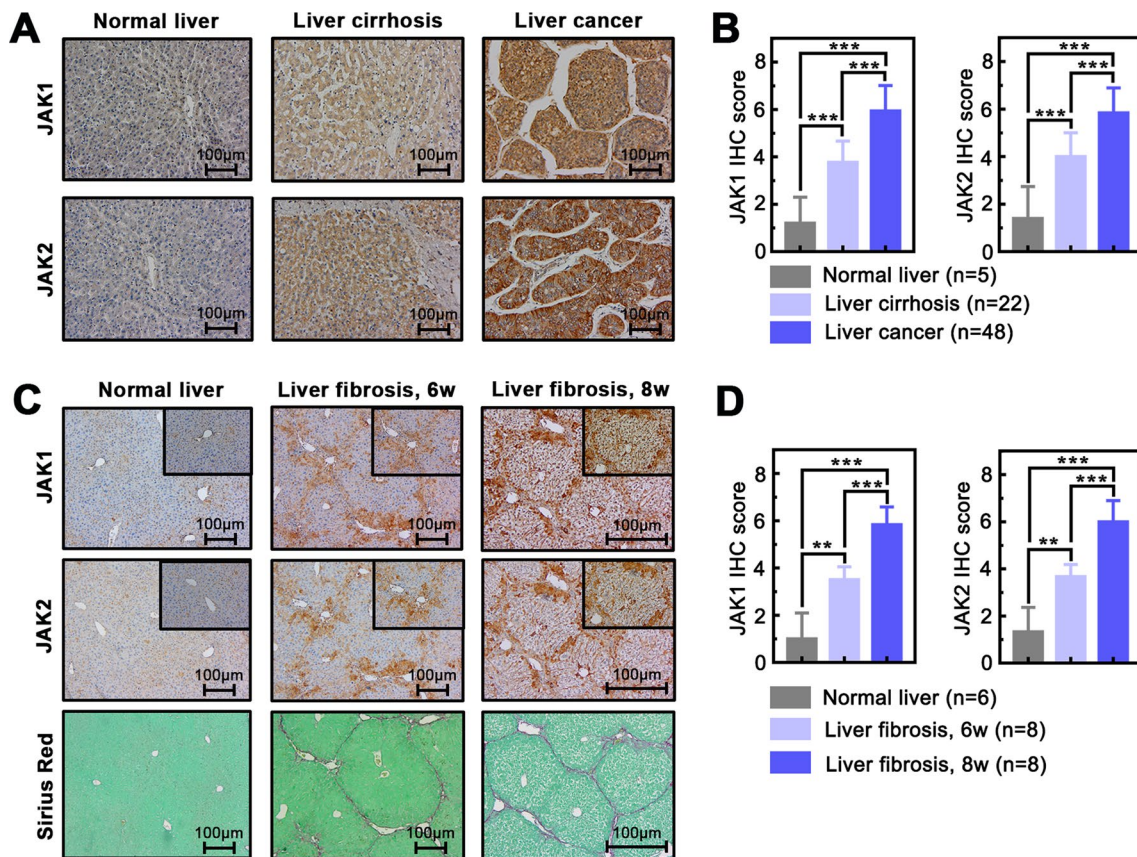 A
Normal liver
Liver cirrhosis
Liver cancer
JAK1
100μm
100μm
100μm
JAK2
100μm
100μm
100μm
B
JAK1 IHC score
8
6
4
2
0
***
***
***
JAK2 IHC score
8
6
4
2
0
***
***
***
Normal liver (n=5)
Liver cirrhosis (n=22)
Liver cancer (n=48)
C
Normal liver
Liver fibrosis, 6w
Liver fibrosis, 8w
JAK1
100μm
100μm
100μm
JAK2
100μm
100μm
100μm
Sirius Red
100μm
100μm
100μm
D
JAK1 IHC score
8
6
4
2
0
***
***
**
JAK2 IHC score
8
6
4
2
0
***
***
**
Normal liver (n=6)
Liver fibrosis, 6w (n=8)
Liver fibrosis, 8w (n=8)